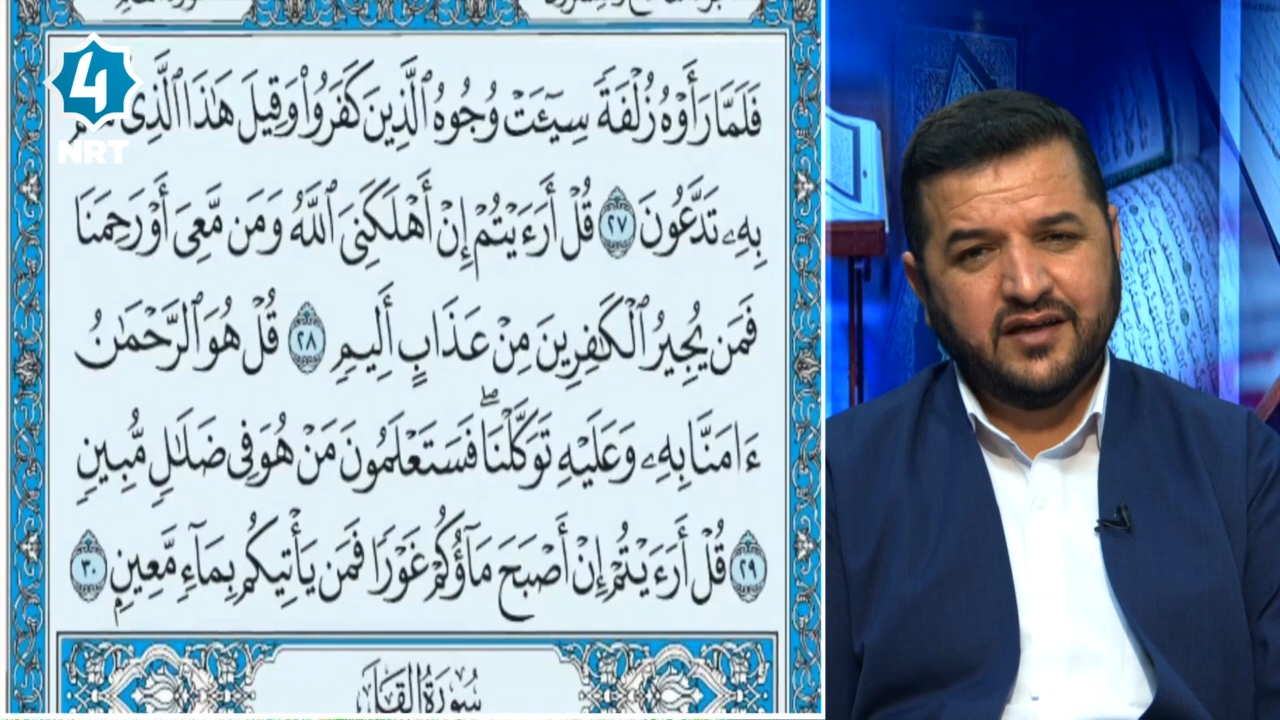 فَلَمَّا رَأَوْهُ زُلْفَةً سِيٓـَٔتْ وُجُوهُ ٱلَّذِينَ كَفَرُوا۟ وَقِيلَ هَٰذَا ٱلَّذِى
بِهِۦ تَدَّعُونَ ٢٧ قُلْ أَرَءَيْتُمْ إِنْ أَهْلَكَنِىَ ٱللَّهُ وَمَن مَّعِىَ أَوْ رَحِمَنَا
فَمَن يُجِيرُ ٱلْكَٰفِرِينَ مِنْ عَذَابٍ أَلِيمٍ ٢٨ قُلْ هُوَ ٱلرَّحْمَٰنُ
ءَامَنَّا بِهِۦ وَعَلَيْهِ تَوَكَّلْنَا ۖ فَسَتَعْلَمُونَ مَنْ هُوَ فِى ضَلَٰلٍ مُّبِينٍ
٢٩ قُلْ أَرَءَيْتُمْ إِنْ أَصْبَحَ مَآؤُكُمْ غَوْرًا فَمَن يَأْتِيكُم بِمَآءٍ مَّعِينٍۭ ٣٠
سُورَةُ القَلَمِ
4
NRT